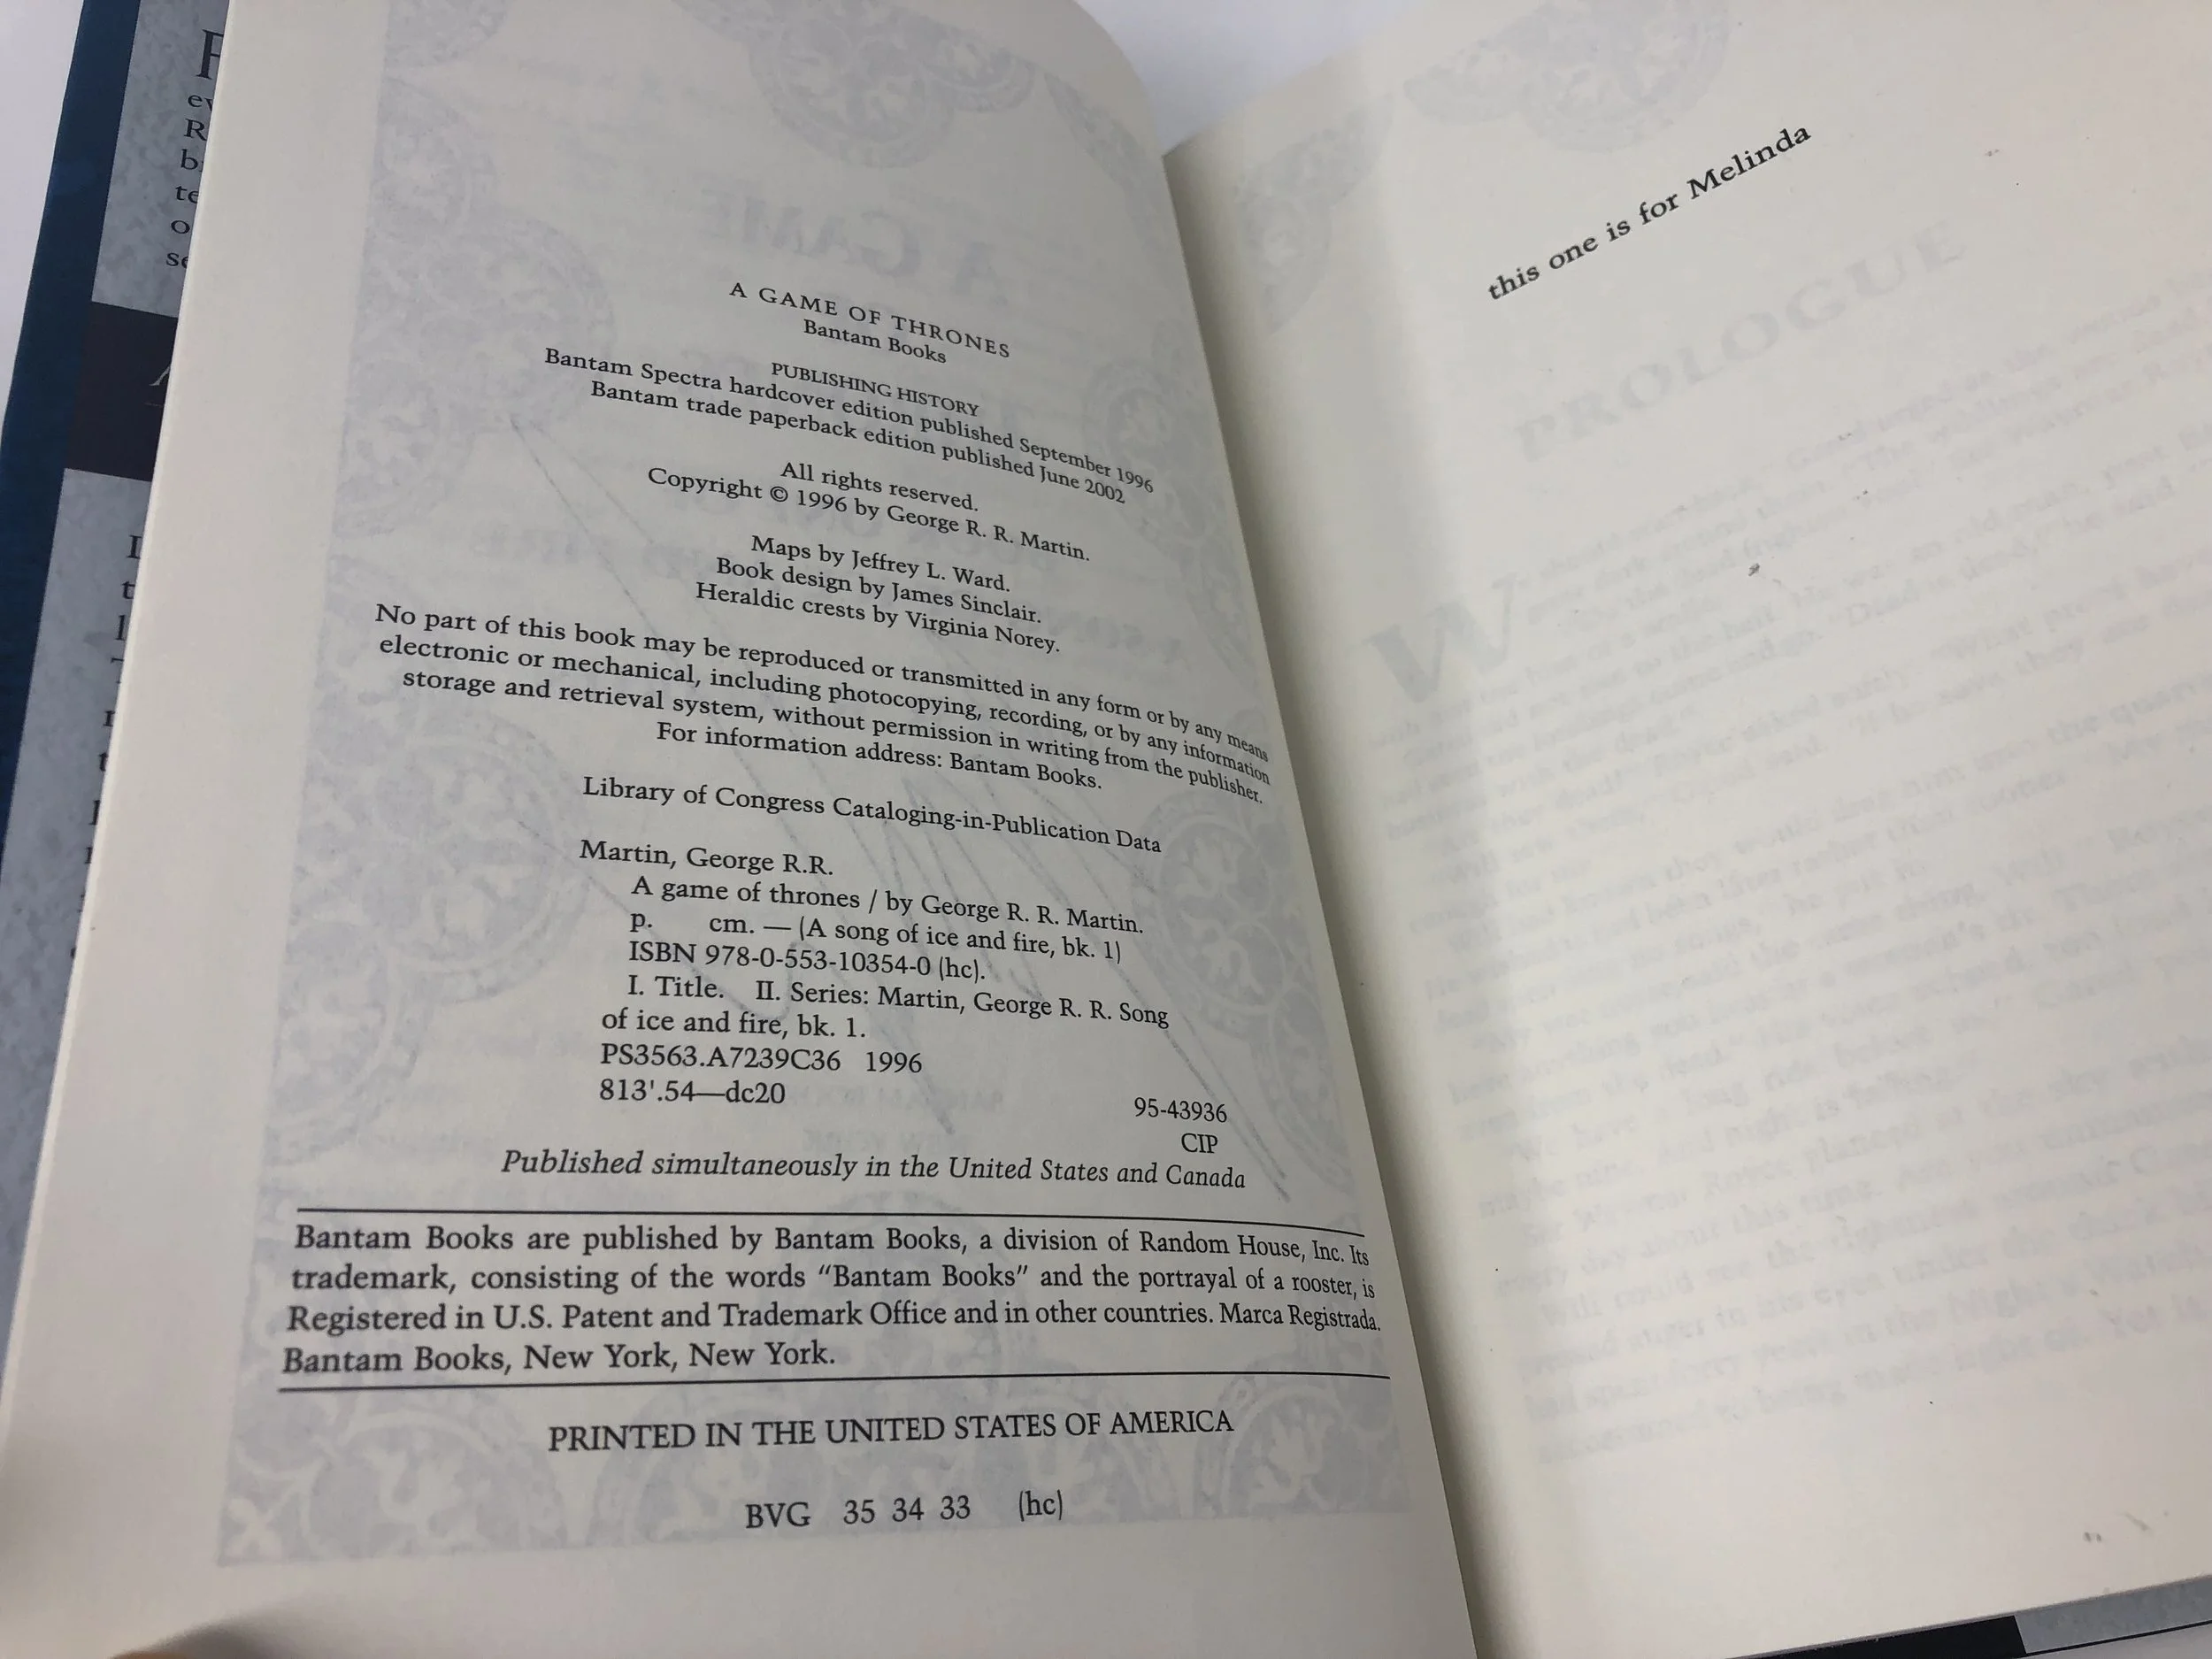 A GAME OF THRONES
Bantam Books
PUBLISHING HISTORY
Bantam Spectra hardcover edition published September 1996
Bantam trade paperback edition published June 2002
All rights reserved.
Copyright © 1996 by George R. R. Martin.
Maps by Jeffrey L. Ward.
Book design by James Sinclair.
Heraldic crests by Virginia Norey.
No part of this book may be reproduced or transmitted in any form or by any means
electronic or mechanical, including photocopying, recording, or by any information
storage and retrieval system, without permission in writing from the publisher.
For information address: Bantam Books.
Library of Congress Cataloging-in-Publication Data
Martin, George R.R.
A game of thrones / by George R. R. Martin.
p. cm. — (A song of ice and fire, bk. 1)
ISBN 978-0-553-10354-0 (hc).
I. Title. II. Series: Martin, George R. R. Song
of ice and fire, bk. 1.
PS3563.A7239C36 1996
813'.54—dc20
95-43936
CIP
Published simultaneously in the United States and Canada
Bantam Books are published by Bantam Books, a division of Random House, Inc. Its
trademark, consisting of the words “Bantam Books” and the portrayal of a rooster, is
Registered in U.S. Patent and Trademark Office and in other countries. Marca Registrada.
Bantam Books, New York, New York.
PRINTED IN THE UNITED STATES OF AMERICA
BVG 35 34 33 (hc)
this one is for Melinda
PROLOGUE